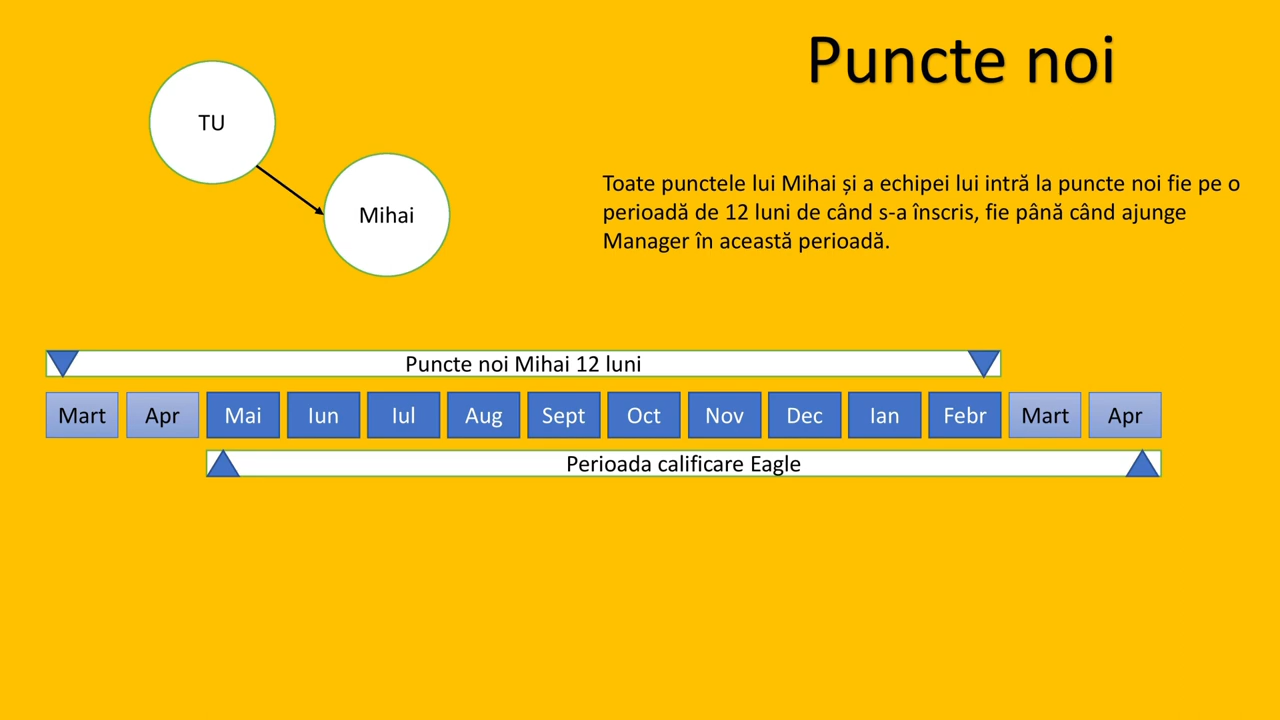 Puncte noi
TU
Mihai
Toate punctele lui Mihai și a echipei lui intră la puncte noi fie pe o
perioadă de 12 luni de când s-a înscris, fie până când ajunge
Manager în această perioadă.
Puncte noi Mihai 12 luni
Mart Apr Mai Iun Iul Aug Sept Oct Nov Dec Ian Febr Mart Apr
Perioada calificare Eagle